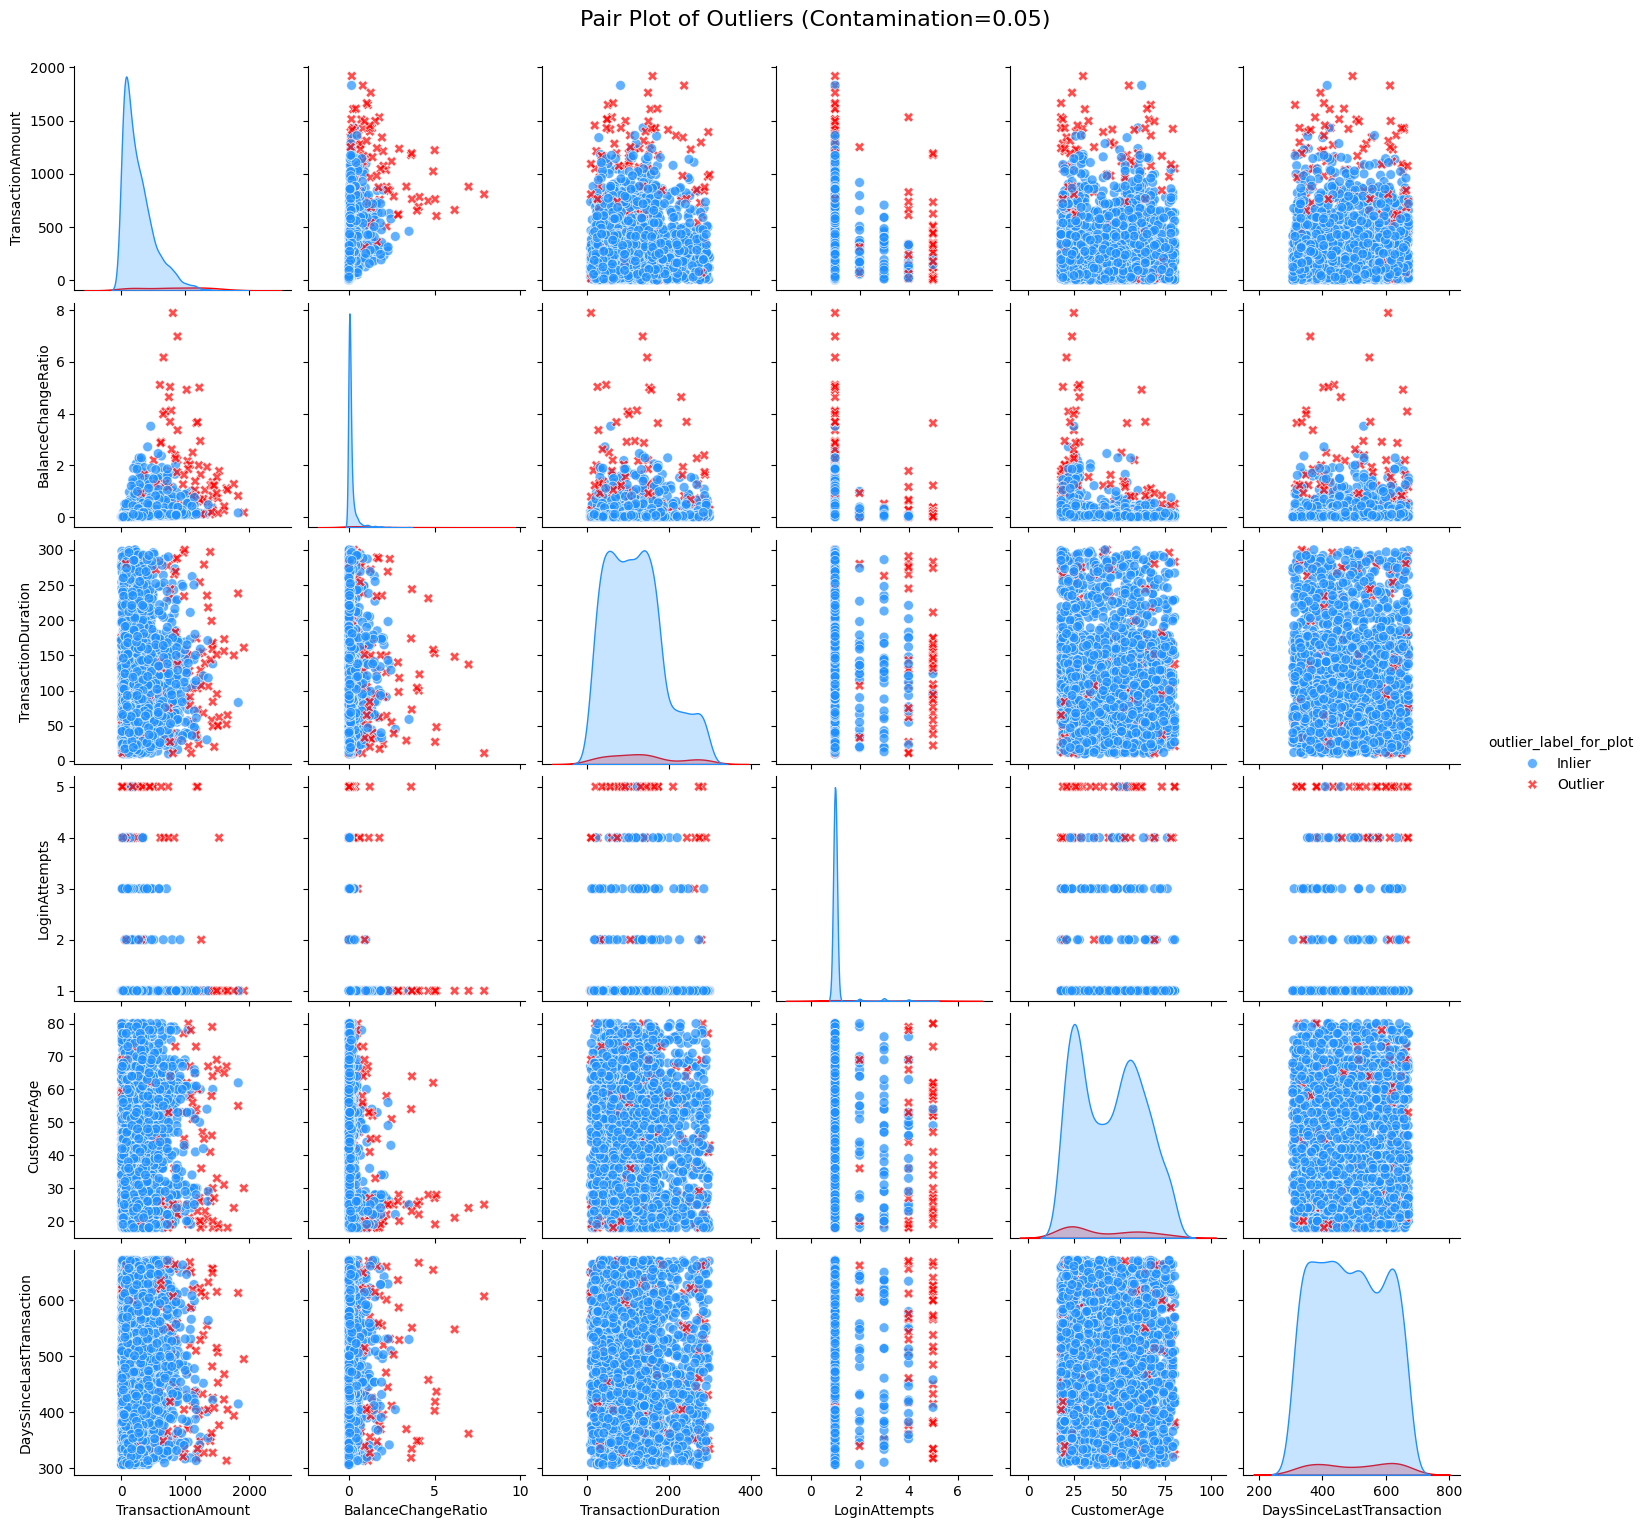 Pair Plot of Outliers (Contamination=0.05)
2000
1500
1000
500
0
TransactionAmount
8
6
4
2
0
BalanceChangeRatio
300
250
200
150
100
50
0
TransactionDuration
outlier_label_for_plot
Inlier
Outlier
5
4
3
2
1
LoginAttempts
80
70
60
50
40
30
20
CustomerAge
600
500
400
300
DaysSinceLastTransaction
0 1000 2000
0 5 10
0 200 400
0 2 4 6
0 25 50 75 100
200 400 600 800
TransactionAmount
BalanceChangeRatio
TransactionDuration
LoginAttempts
CustomerAge
DaysSinceLastTransaction